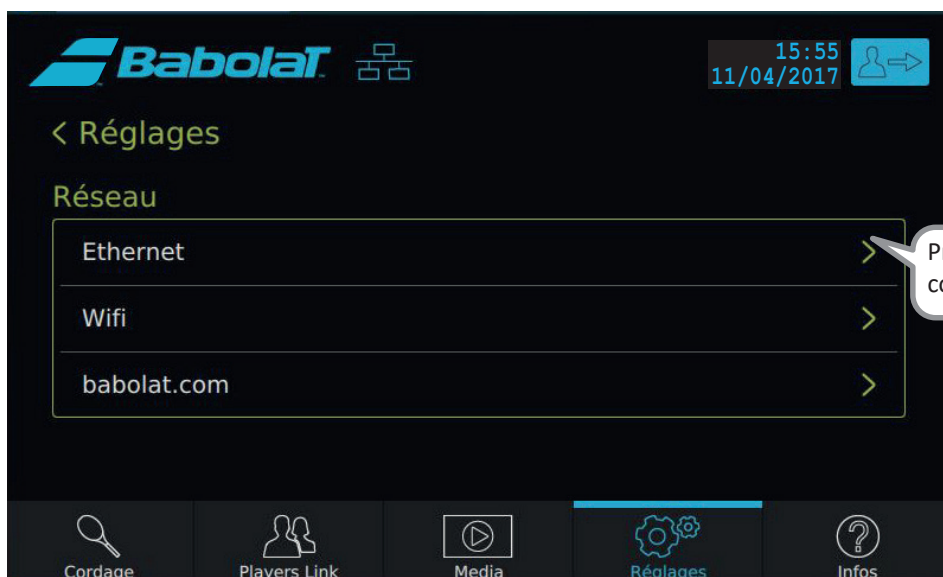 Babolat
15:55
11/04/2017
< Réglages
Réseau
Ethernet
Wifi
babolat.com
Cordage
Players Link
Media
Réglages
Infos